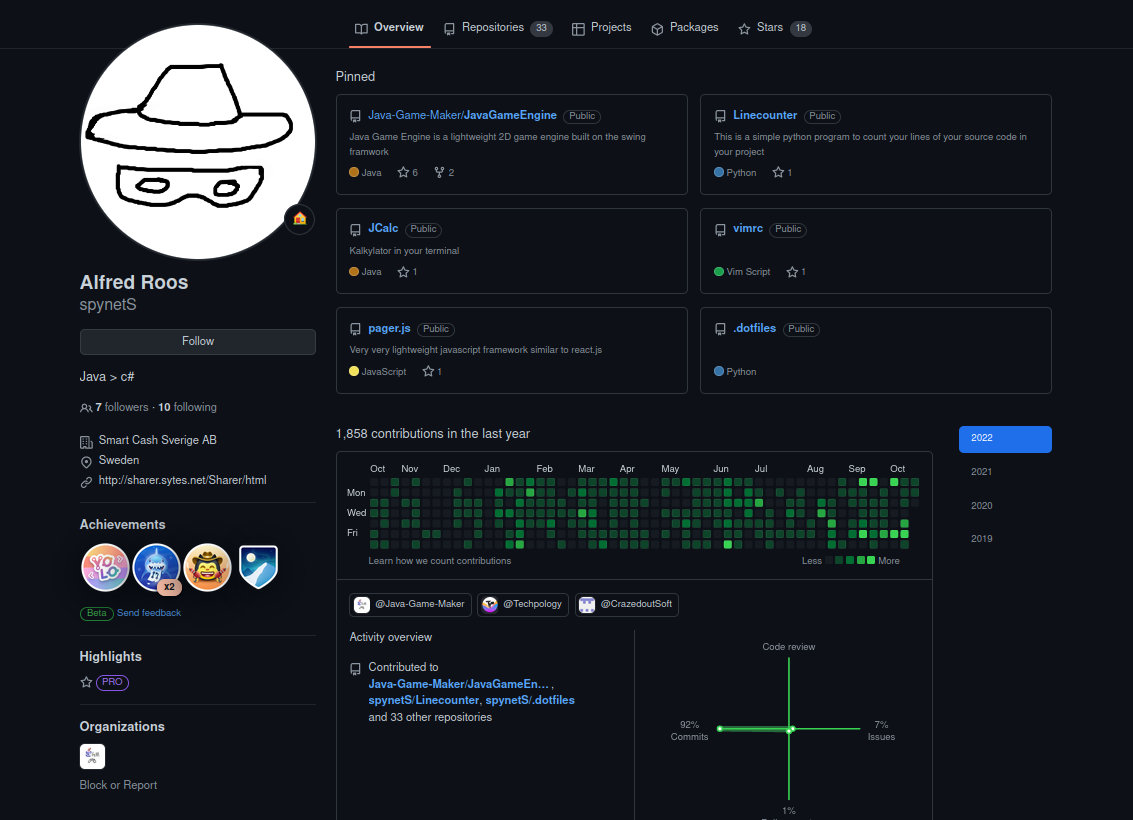 Overview Repositories 33 Projects Packages Stars 18
Alfred Roos
spynetS
Follow
Java > c#
7 followers · 10 following
Smart Cash Sverige AB
Sweden
http://sharer.sytes.net/Sharer/html
Achievements
YOLO
x2
Beta Send feedback
Highlights
PRO
Organizations
Block or Report
Pinned
Java-Game-Maker/JavaGameEngine Public
Java Game Engine is a lightweight 2D game engine built on the swing
framwork
Java 6 2
Linecounter Public
This is a simple python program to count your lines of your source code in
your project
Python 1
JCalc Public
Kalkylator in your terminal
Java 1
vimrc Public
Vim Script 1
pager.js Public
Very very lightweight javascript framework similar to react.js
JavaScript 1
.dotfiles Public
Python
1,858 contributions in the last year
Oct Nov Dec Jan Feb Mar Apr May Jun Jul Aug Sep Oct
Mon
Wed
Fri
Learn how we count contributions
Less More
2022
2021
2020
2019
@Java-Game-Maker @Techpology @CrazedoutSoft
Activity overview
Contributed to
Java-Game-Maker/JavaGameEn... ,
spynetS/Linecounter, spynetS/.dotfiles
and 33 other repositories
Code review
92%
Commits
7%
Issues
1%